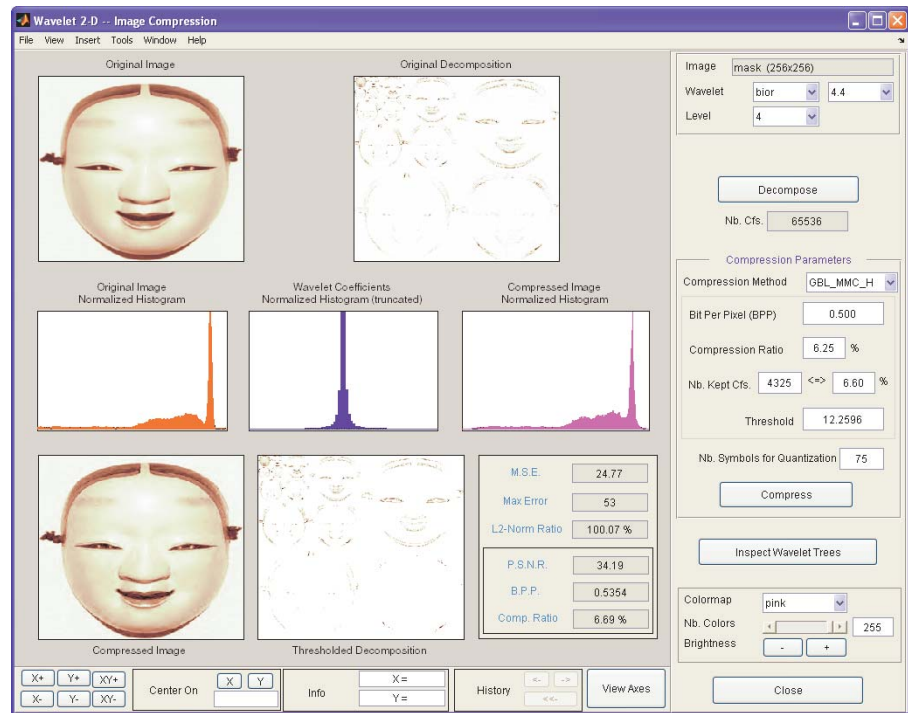 Wavelet 2-D -- Image Compression
File View Insert Tools Window Help
Original Image
Original Decomposition
Original Image
Normalized Histogram
Wavelet Coefficients
Normalized Histogram (truncated)
Compressed Image
Normalized Histogram
M.S.E. 24.77
Max Error 53
L2-Norm Ratio 100.07 %
P.S.N.R. 34.19
B.P.P. 0.5354
Comp. Ratio 6.69 %
Compressed Image
Thresholded Decomposition
Image mask (256x256)
Wavelet bior 4.4
Level 4
Decompose
Nb. Cfs. 65536
Compression Parameters
Compression Method GBL_MMC_H
Bit Per Pixel (BPP) 0.500
Compression Ratio 6.25 %
Nb. Kept Cfs. 4325 <=> 6.60 %
Threshold 12.2596
Nb. Symbols for Quantization 75
Compress
Inspect Wavelet Trees
Colormap pink
Nb. Colors 255
Brightness - +
X+ Y+ XY+
X- Y- XY-
Center On X Y
Info X =
Y =
History <- ->
<<-
View Axes
Close